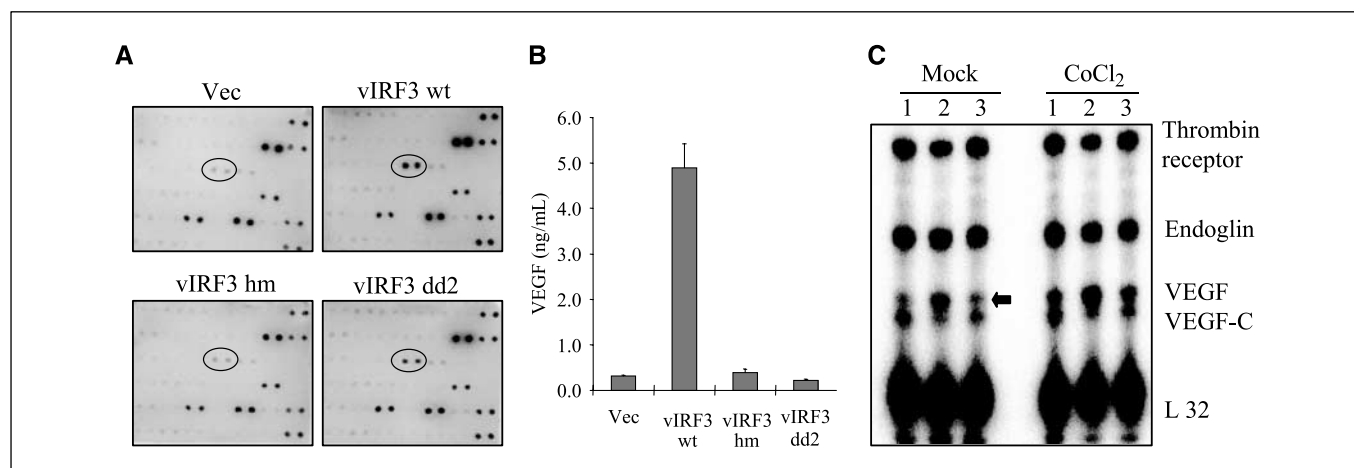 A
Vec
vIRF3 wt
vIRF3 hm
vIRF3 dd2
B
VEGF (ng/mL)
6.0
5.0
4.0
3.0
2.0
1.0
0.0
Vec
vIRF3
wt
vIRF3
hm
vIRF3
dd2
C
Mock
CoCl₂
1 2 3
1 2 3
Thrombin
receptor
Endoglin
VEGF
VEGF-C
L 32